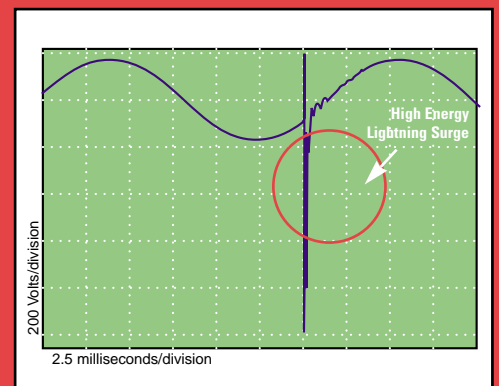 High Energy
Lightning Surge
200 Volts/division
2.5 milliseconds/division